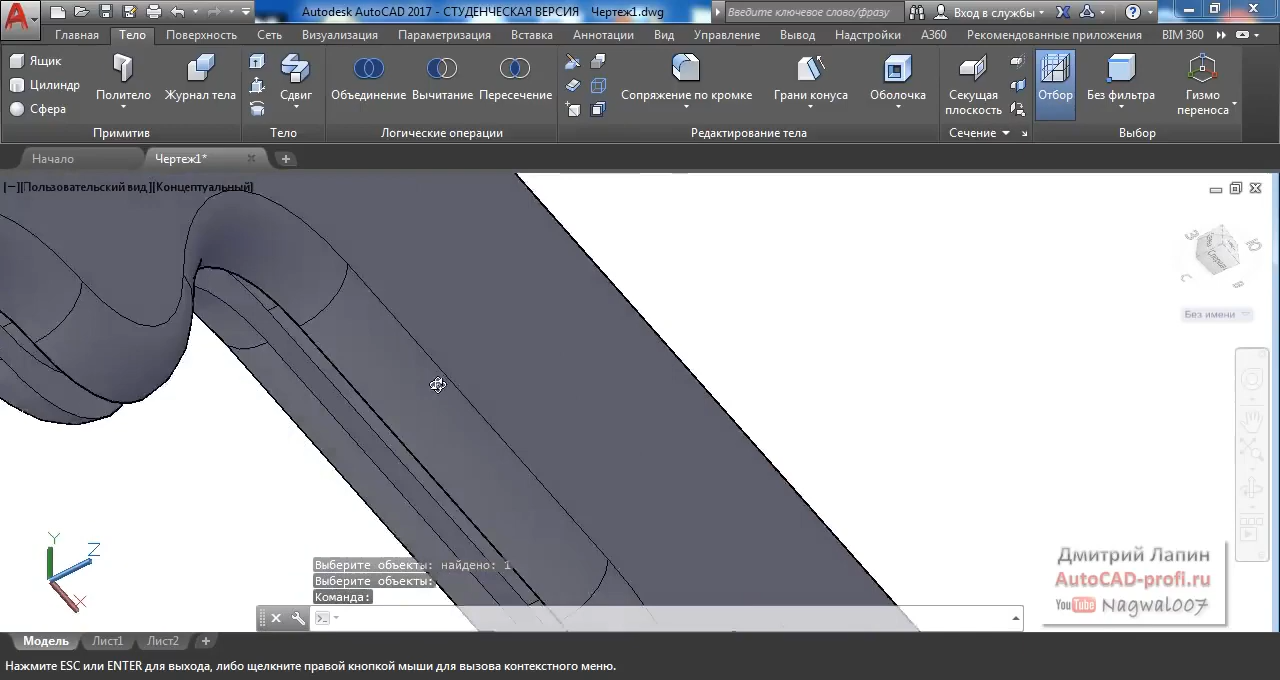 Autodesk AutoCAD 2017 - СТУДЕНЧЕСКАЯ ВЕРСИЯ Чертеж1.dwg
Введите ключевое слово/фразу
Вход в службы
Главная Тело Поверхность Сеть Визуализация Параметризация Вставка Аннотации Вид Управление Вывод Надстройки A360 Рекомендованные приложения BIM 360
Ящик
Цилиндр
Сфера
Политело
Журнал тела
Сдвиг
Объединение
Вычитание
Пересечение
Сопряжение по кромке
Грани конуса
Оболочка
Секущая
плоскость
Отбор
Без фильтра
Гизмо
переноса
Примитив
Тело
Логические операции
Редактирование тела
Сечение
Выбор
Начало
Чертеж1*
[−][Пользовательский вид][Концептуальный]
Без имени
Y
Z
X
Выберите объекты: найдено: 1
Выберите объекты:
Команда:
Дмитрий Лапин
AutoCAD-profi.ru
YouTube Nagwal007
Модель Лист1 Лист2
Нажмите ESC или ENTER для выхода, либо щелкните правой кнопкой мыши для вызова контекстного меню.